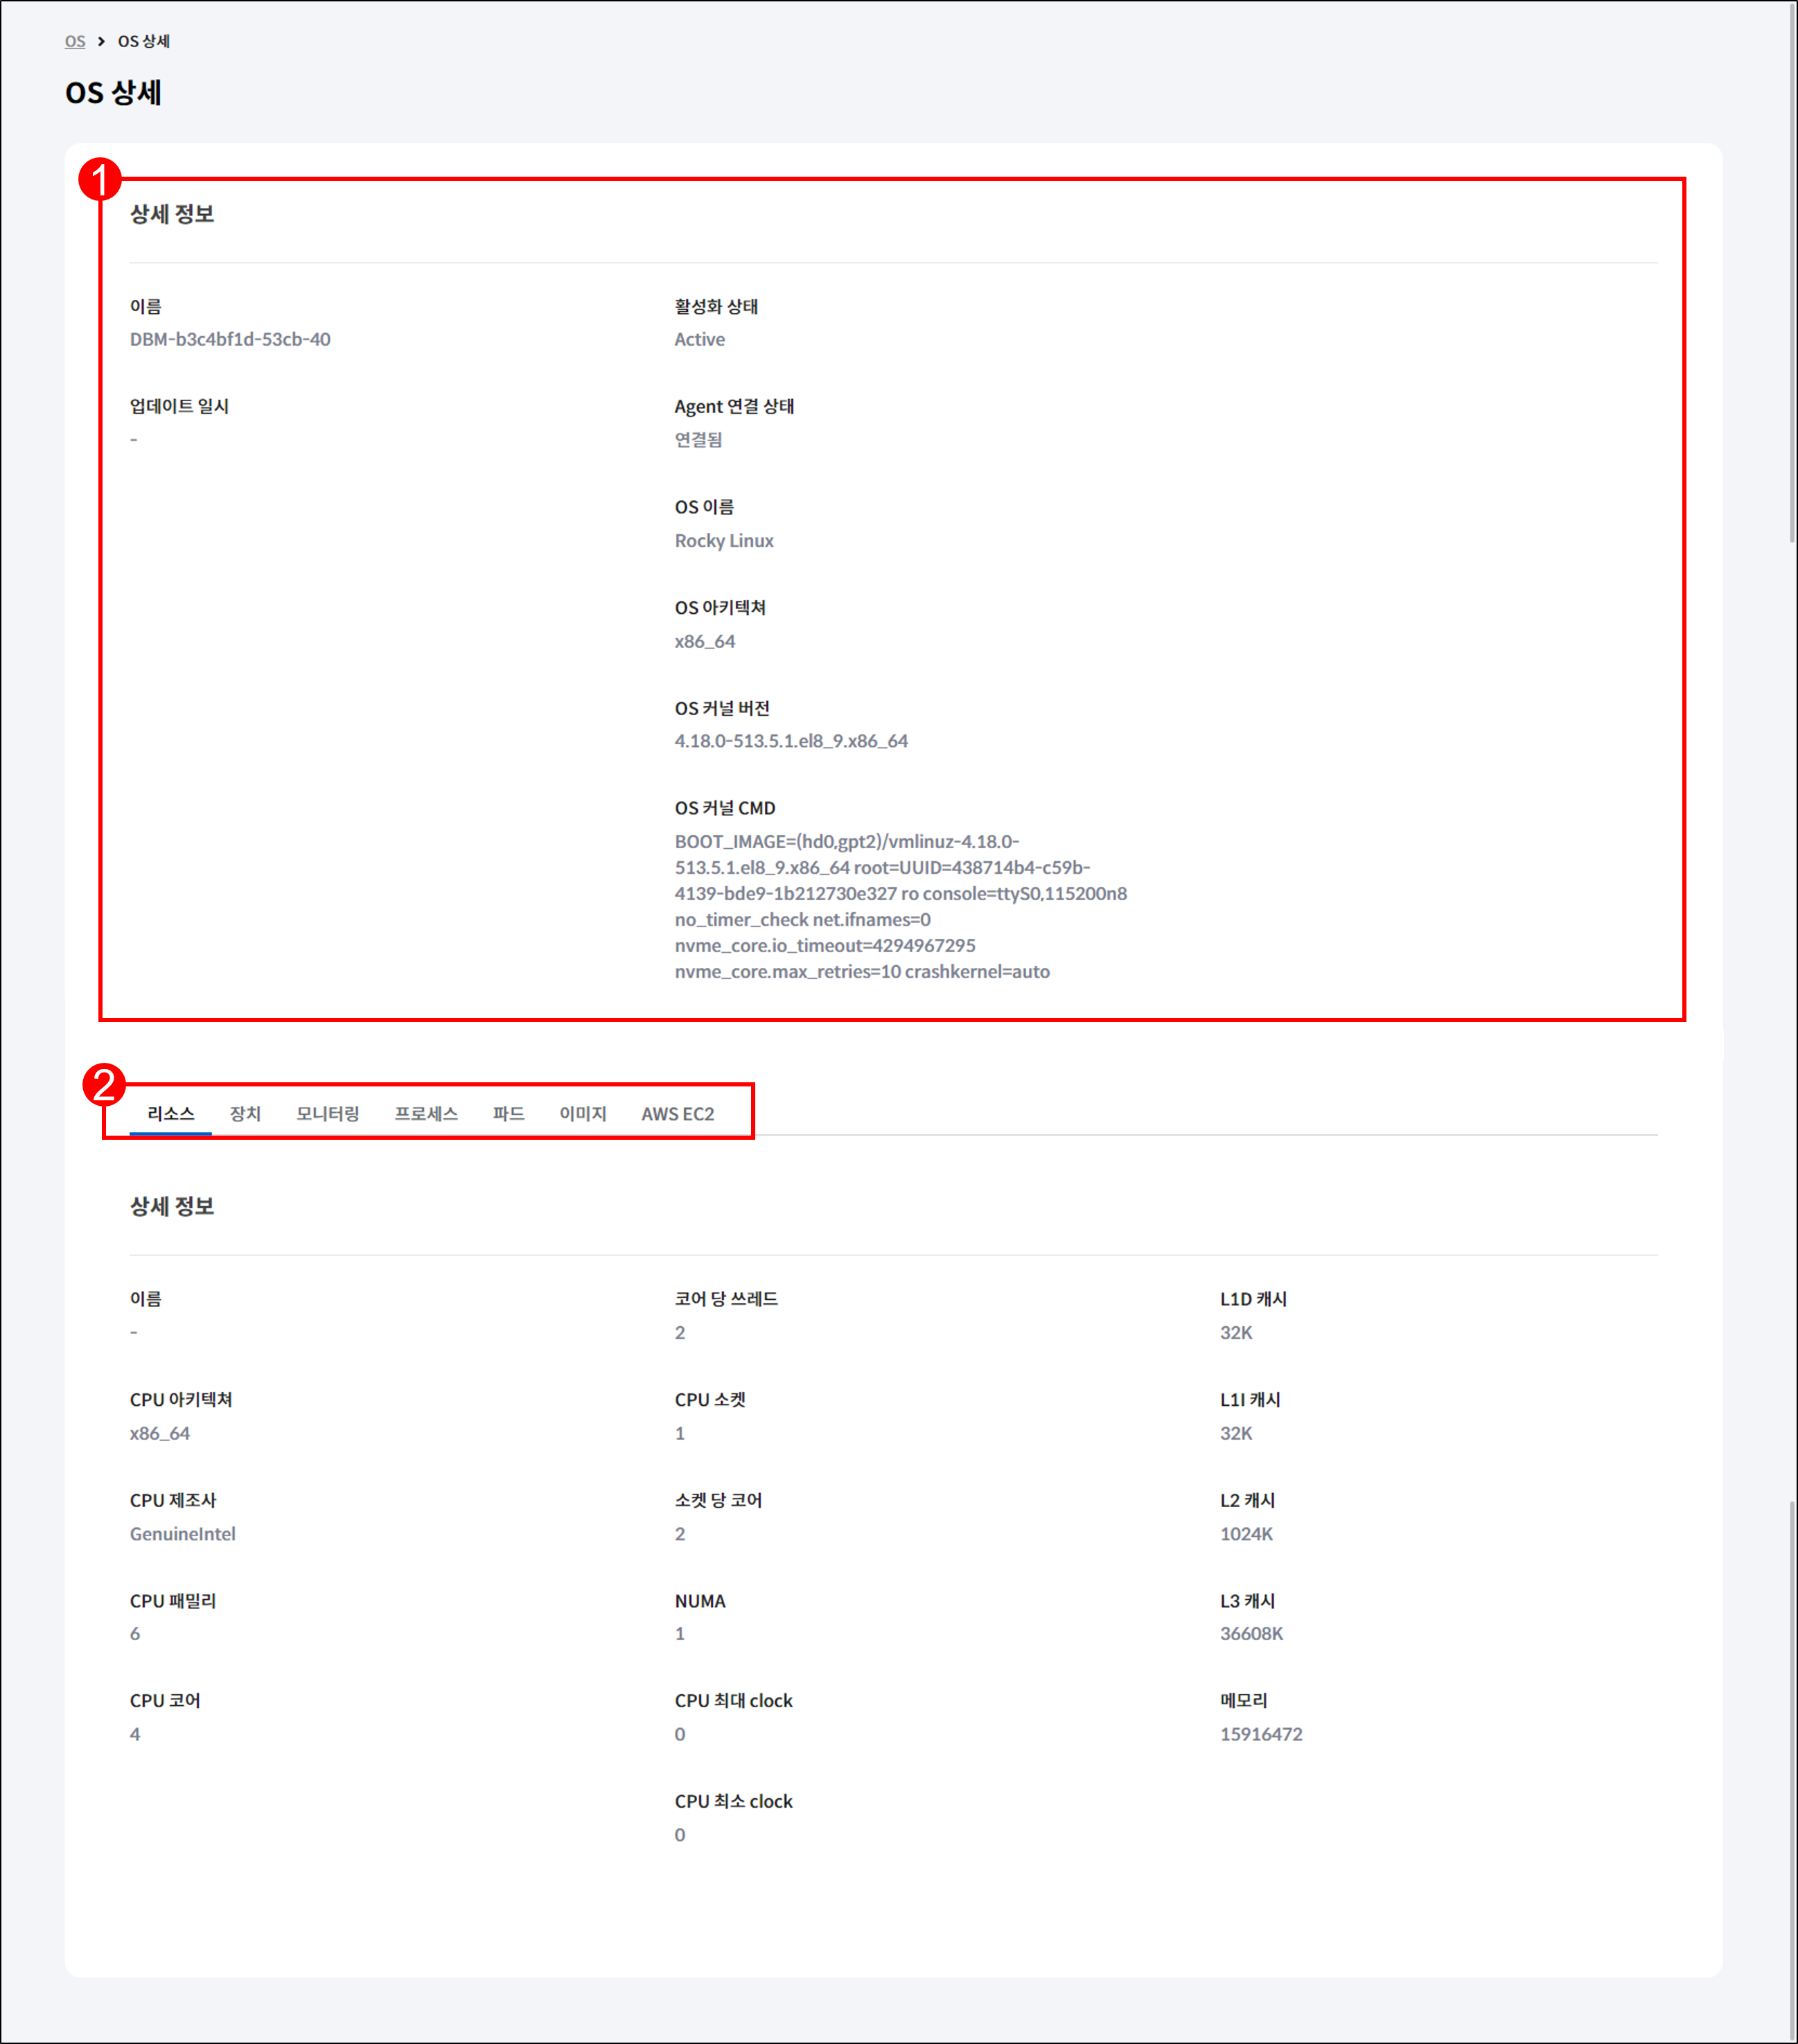 OS > OS 상세
OS 상세
1
상세 정보
이름
DBM-b3c4bf1d-53cb-40
업데이트 일시
-
활성화 상태
Active
Agent 연결 상태
연결됨
OS 이름
Rocky Linux
OS 아키텍쳐
x86_64
OS 커널 버전
4.18.0-513.5.1.el8_9.x86_64
OS 커널 CMD
BOOT_IMAGE=(hd0,gpt2)/vmlinuz-4.18.0-
513.5.1.el8_9.x86_64 root=UUID=438714b4-c59b-
4139-bde9-1b212730e327 ro console=ttyS0,115200n8
no_timer_check net.ifnames=0
nvme_core.io_timeout=4294967295
nvme_core.max_retries=10 crashkernel=auto
2
리소스 장치 모니터링 프로세스 파드 이미지 AWS EC2
상세 정보
이름
-
CPU 아키텍쳐
x86_64
CPU 제조사
GenuineIntel
CPU 패밀리
6
CPU 코어
4
코어 당 쓰레드
2
CPU 소켓
1
소켓 당 코어
2
NUMA
1
CPU 최대 clock
0
CPU 최소 clock
0
L1D 캐시
32K
L1I 캐시
32K
L2 캐시
1024K
L3 캐시
36608K
메모리
15916472